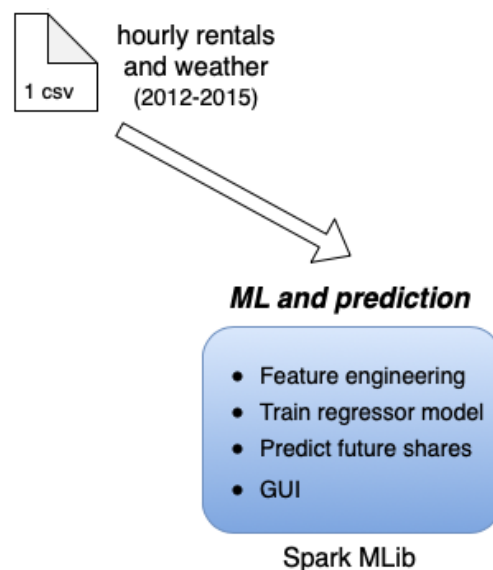 1 csv
hourly rentals
and weather
(2012-2015)
ML and prediction
● Feature engineering
● Train regressor model
● Predict future shares
● GUI
Spark MLib